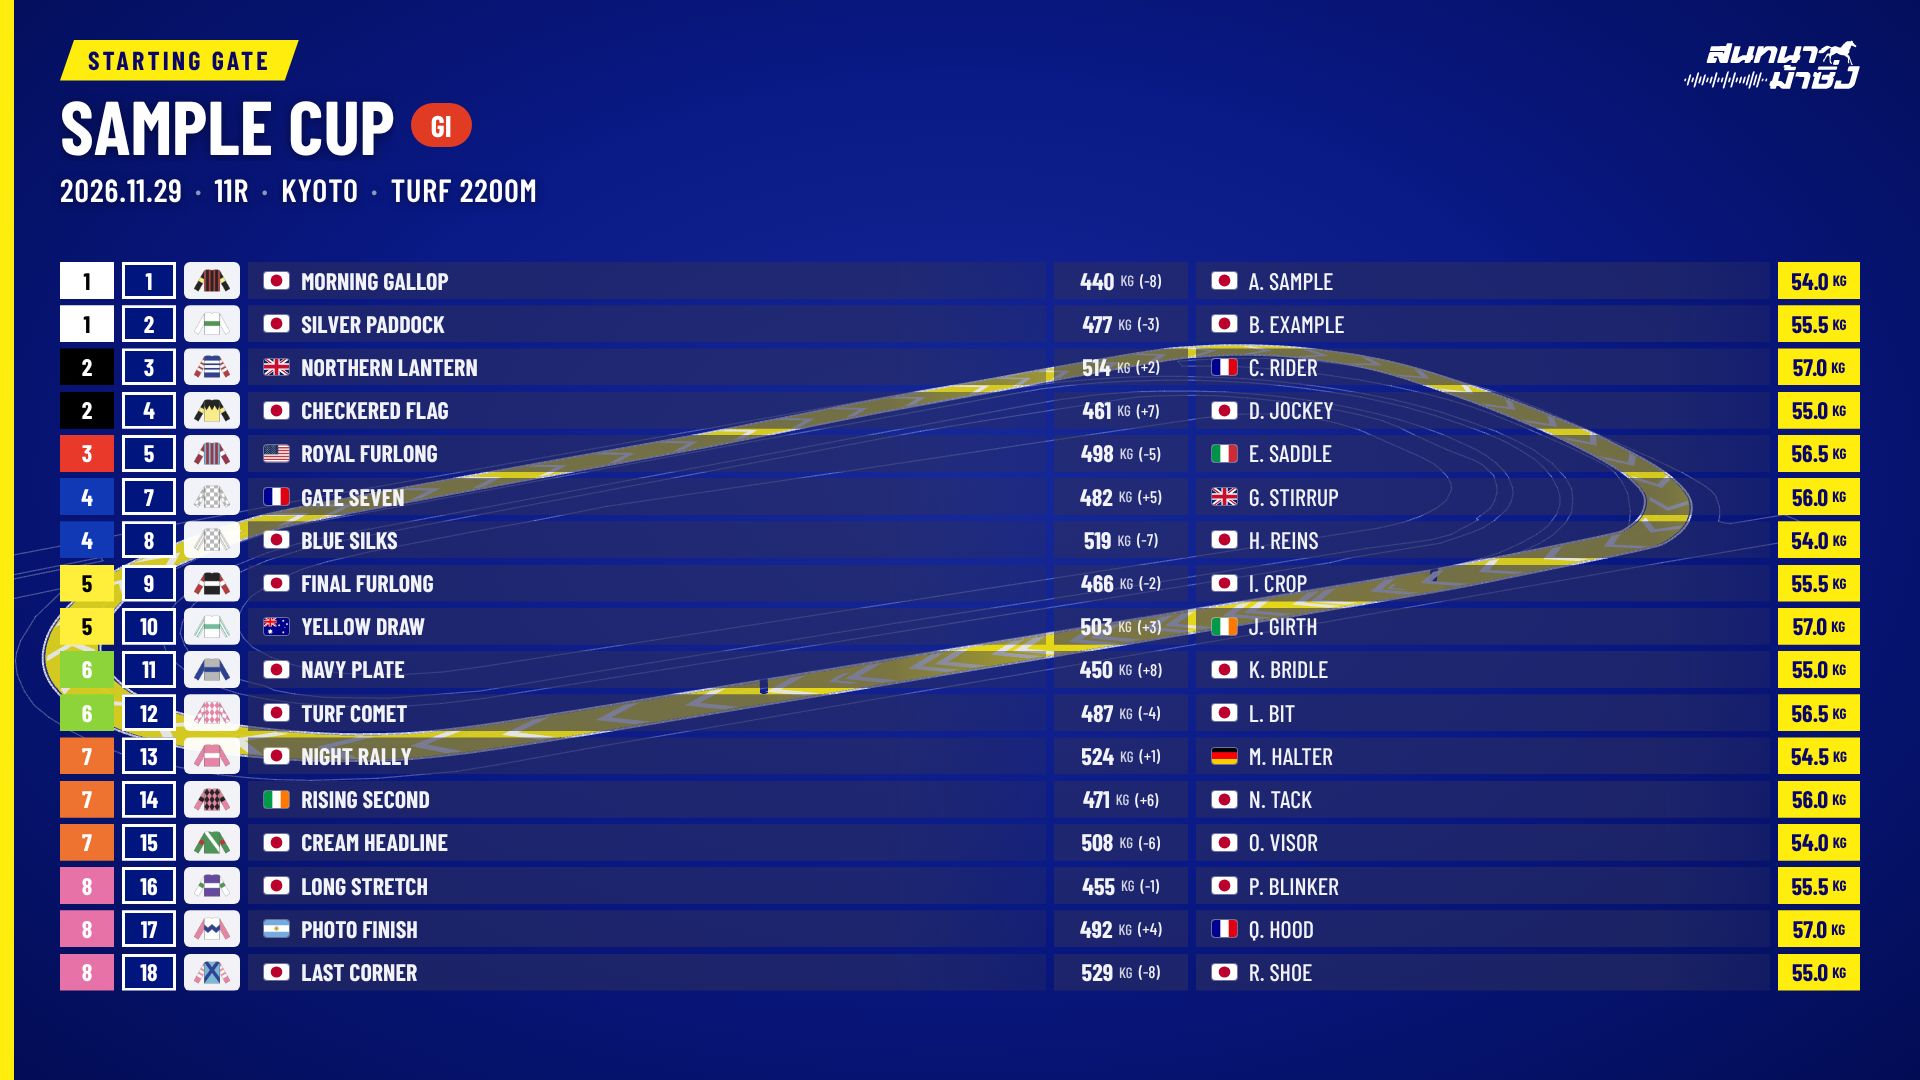 STARTING GATE
สนทนา
ม้าซิ่ง
SAMPLE CUP GI
2026.11.29 · 11R · KYOTO · TURF 2200M
1 1 MORNING GALLOP 440 KG (-8) A. SAMPLE 54.0 KG
1 2 SILVER PADDOCK 477 KG (-3) B. EXAMPLE 55.5 KG
2 3 NORTHERN LANTERN 514 KG (+2) C. RIDER 57.0 KG
2 4 CHECKERED FLAG 461 KG (+7) D. JOCKEY 55.0 KG
3 5 ROYAL FURLONG 498 KG (-5) E. SADDLE 56.5 KG
4 7 GATE SEVEN 482 KG (+5) G. STIRRUP 56.0 KG
4 8 BLUE SILKS 519 KG (-7) H. REINS 54.0 KG
5 9 FINAL FURLONG 466 KG (-2) I. CROP 55.5 KG
5 10 YELLOW DRAW 503 KG (+3) J. GIRTH 57.0 KG
6 11 NAVY PLATE 450 KG (+8) K. BRIDLE 55.0 KG
6 12 TURF COMET 487 KG (-4) L. BIT 56.5 KG
7 13 NIGHT RALLY 524 KG (+1) M. HALTER 54.5 KG
7 14 RISING SECOND 471 KG (+6) N. TACK 56.0 KG
7 15 CREAM HEADLINE 508 KG (-6) O. VISOR 54.0 KG
8 16 LONG STRETCH 455 KG (-1) P. BLINKER 55.5 KG
8 17 PHOTO FINISH 492 KG (+4) Q. HOOD 57.0 KG
8 18 LAST CORNER 529 KG (-8) R. SHOE 55.0 KG